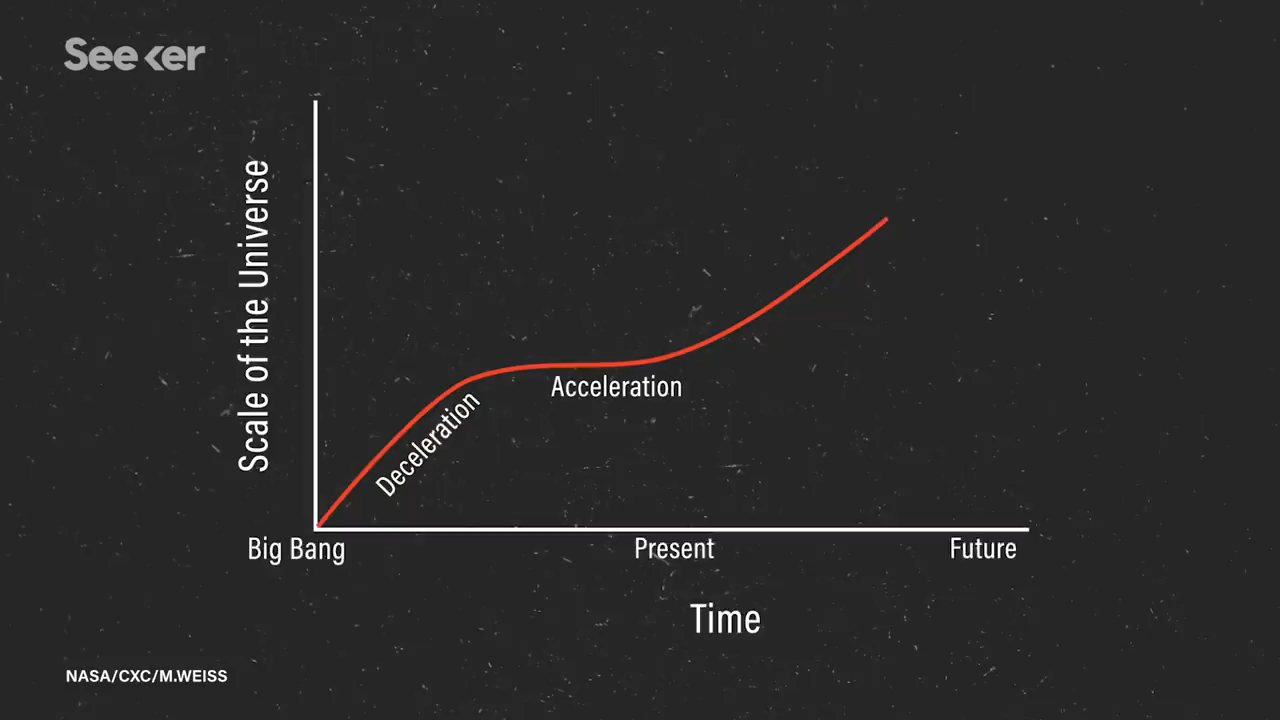 Seeker
Scale of the Universe
Deceleration
Acceleration
Big Bang
Present
Future
Time
NASA/CXC/M.WEISS